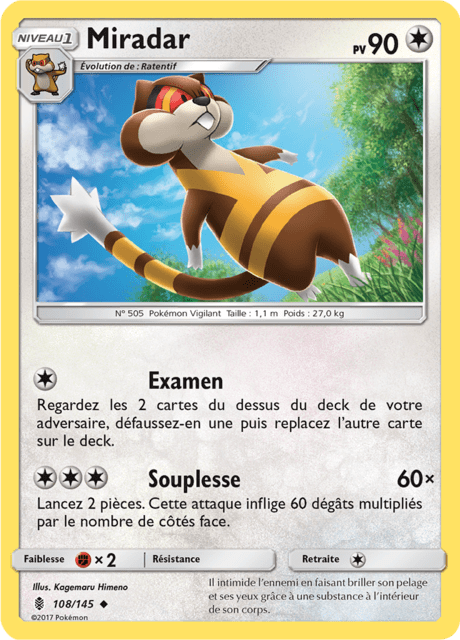 NIVEAU 1
Miradar
PV 90
Évolution de : Ratentif
N° 505 Pokémon Vigilant Taille : 1,1 m Poids : 27,0 kg
Examen
Regardez les 2 cartes du dessus du deck de votre
adversaire, défaussez-en une puis replacez l'autre carte
sur le deck.
Souplesse 60×
Lancez 2 pièces. Cette attaque inflige 60 dégâts multipliés
par le nombre de côtés face.
Faiblesse × 2 Résistance Retraite
Illus. Kagemaru Himeno
108/145
©2017 Pokémon
Il intimide l'ennemi en faisant briller son pelage
et ses yeux grâce à une substance à l'intérieur
de son corps.